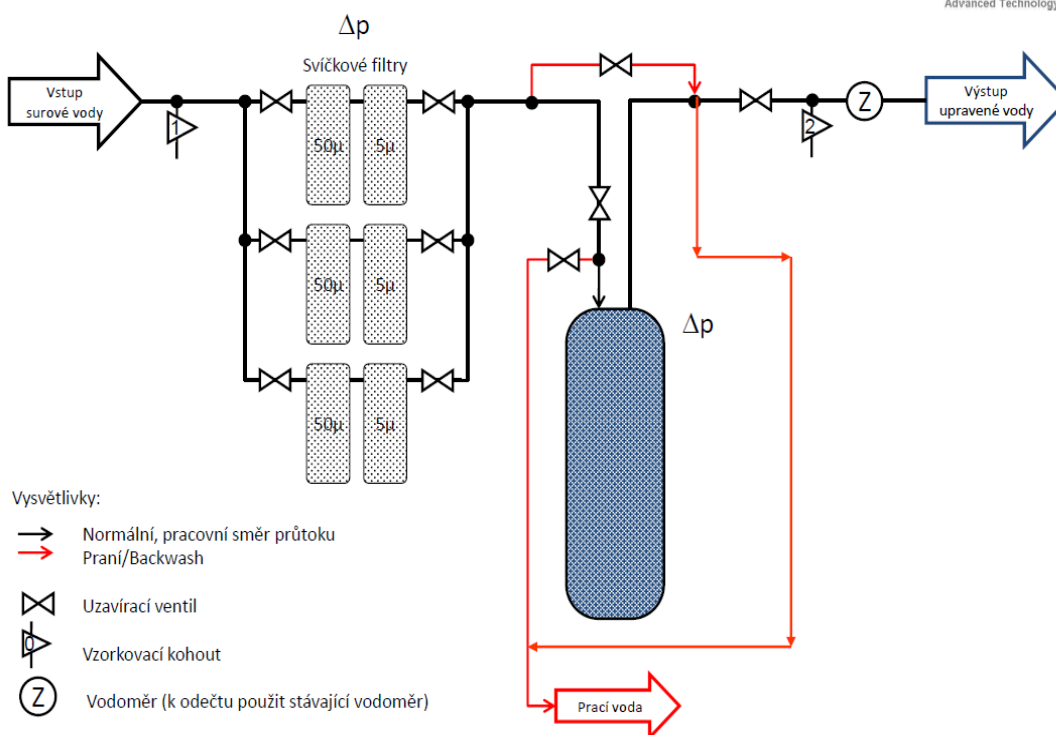 Advanced Technology
Δp
Svíčkové filtry
Vstup
surové vody
1
50μ
5μ
2
Z
Výstup
upravené vody
50μ
5μ
Δp
50μ
5μ
Vysvětlivky:
Normální, pracovní směr průtoku
Praní/Backwash
Uzavírací ventil
0
Vzorkovací kohout
Z
Vodoměr (k odečtu použit stávající vodoměr)
Prací voda